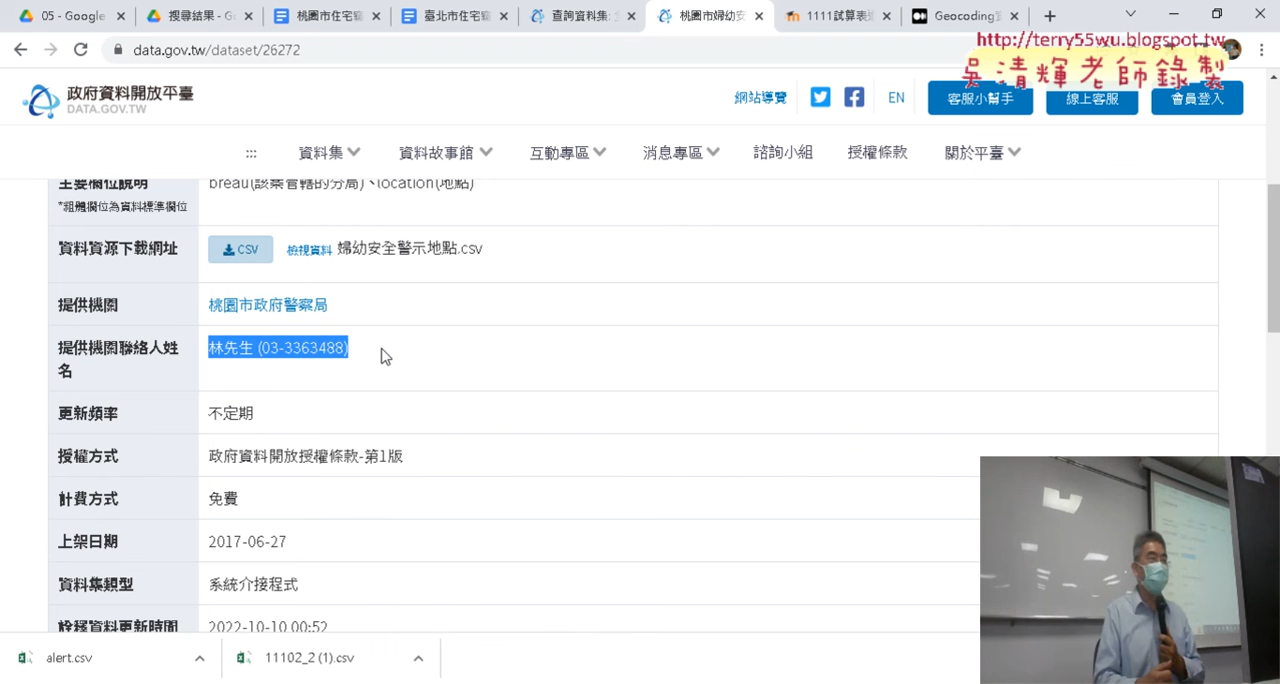 05 - Google
搜尋結果 - G
桃園市住宅竊
臺北市住宅竊
查詢資料集:
桃園市婦幼安
1111試算表
Geocoding
data.gov.tw/dataset/26272
http://terry55wu.blogspot.tw
吳清輝老師錄製
政府資料開放平臺
DATA.GOV.TW
網站導覽
EN
客服小幫手
線上客服
會員登入
:::
資料集
資料故事館
互動專區
消息專區
諮詢小組
授權條款
關於平臺
主要欄位說明 breau(該案管轄的分局)、location(地點)
*粗體欄位為資料標準欄位
資料資源下載網址 CSV 檢視資料 婦幼安全警示地點.csv
提供機關 桃園市政府警察局
提供機關聯絡人姓名 林先生 (03-3363488)
更新頻率 不定期
授權方式 政府資料開放授權條款-第1版
計費方式 免費
上架日期 2017-06-27
資料集類型 系統介接程式
詮釋資料更新時間 2022-10-10 00:52
alert.csv
11102_2 (1).csv